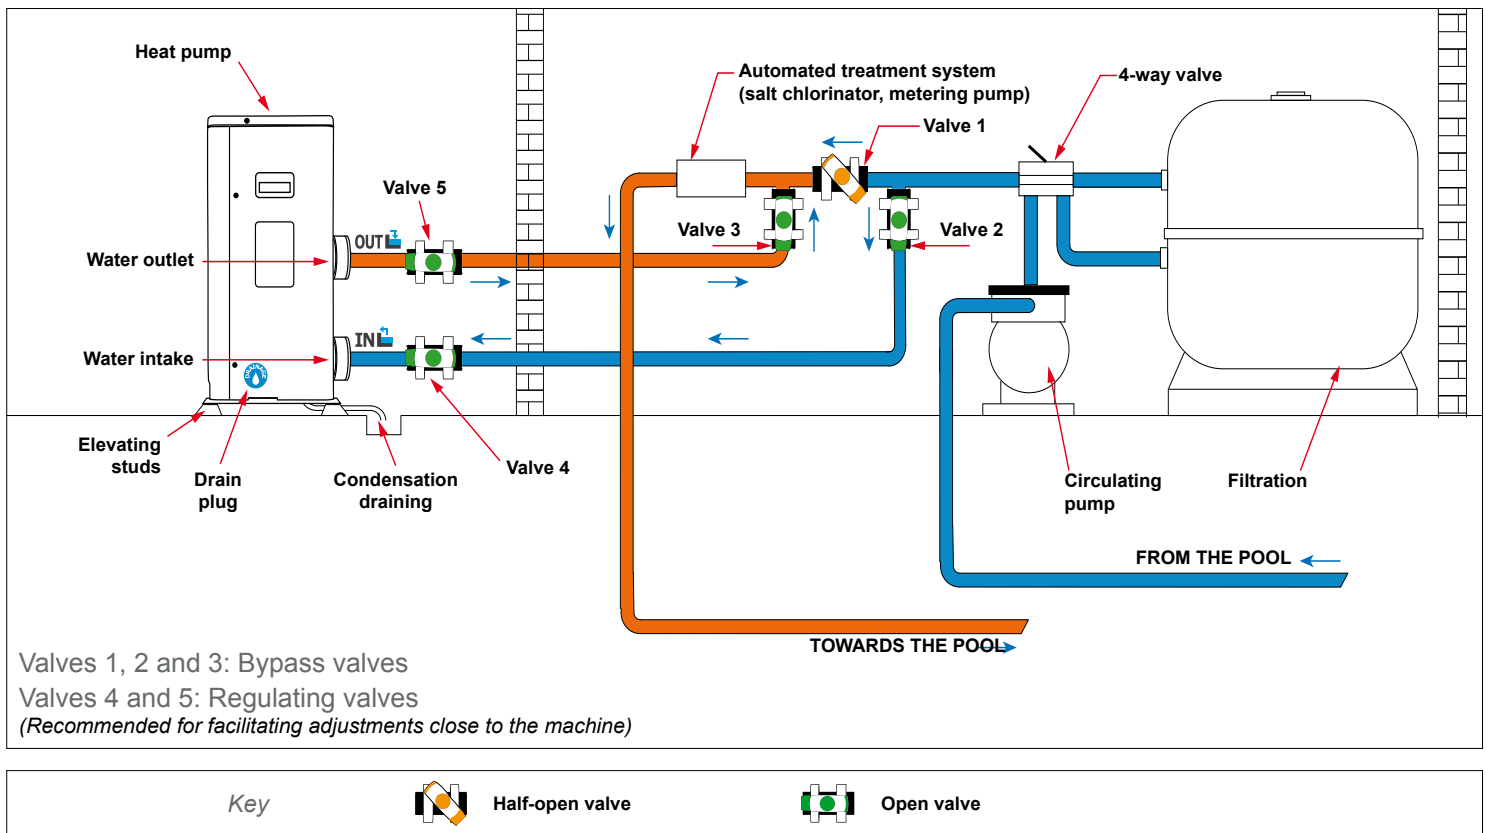 Heat pump
Automated treatment system
(salt chlorinator, metering pump)
4-way valve
Valve 1
Valve 5
Valve 3
Valve 2
OUT
Water outlet
IN
Water intake
DRAINAGE
Elevating
studs
Drain
plug
Condensation
draining
Valve 4
Circulating
pump
Filtration
FROM THE POOL
TOWARDS THE POOL
Valves 1, 2 and 3: Bypass valves
Valves 4 and 5: Regulating valves
(Recommended for facilitating adjustments close to the machine)
Key
Half-open valve
Open valve